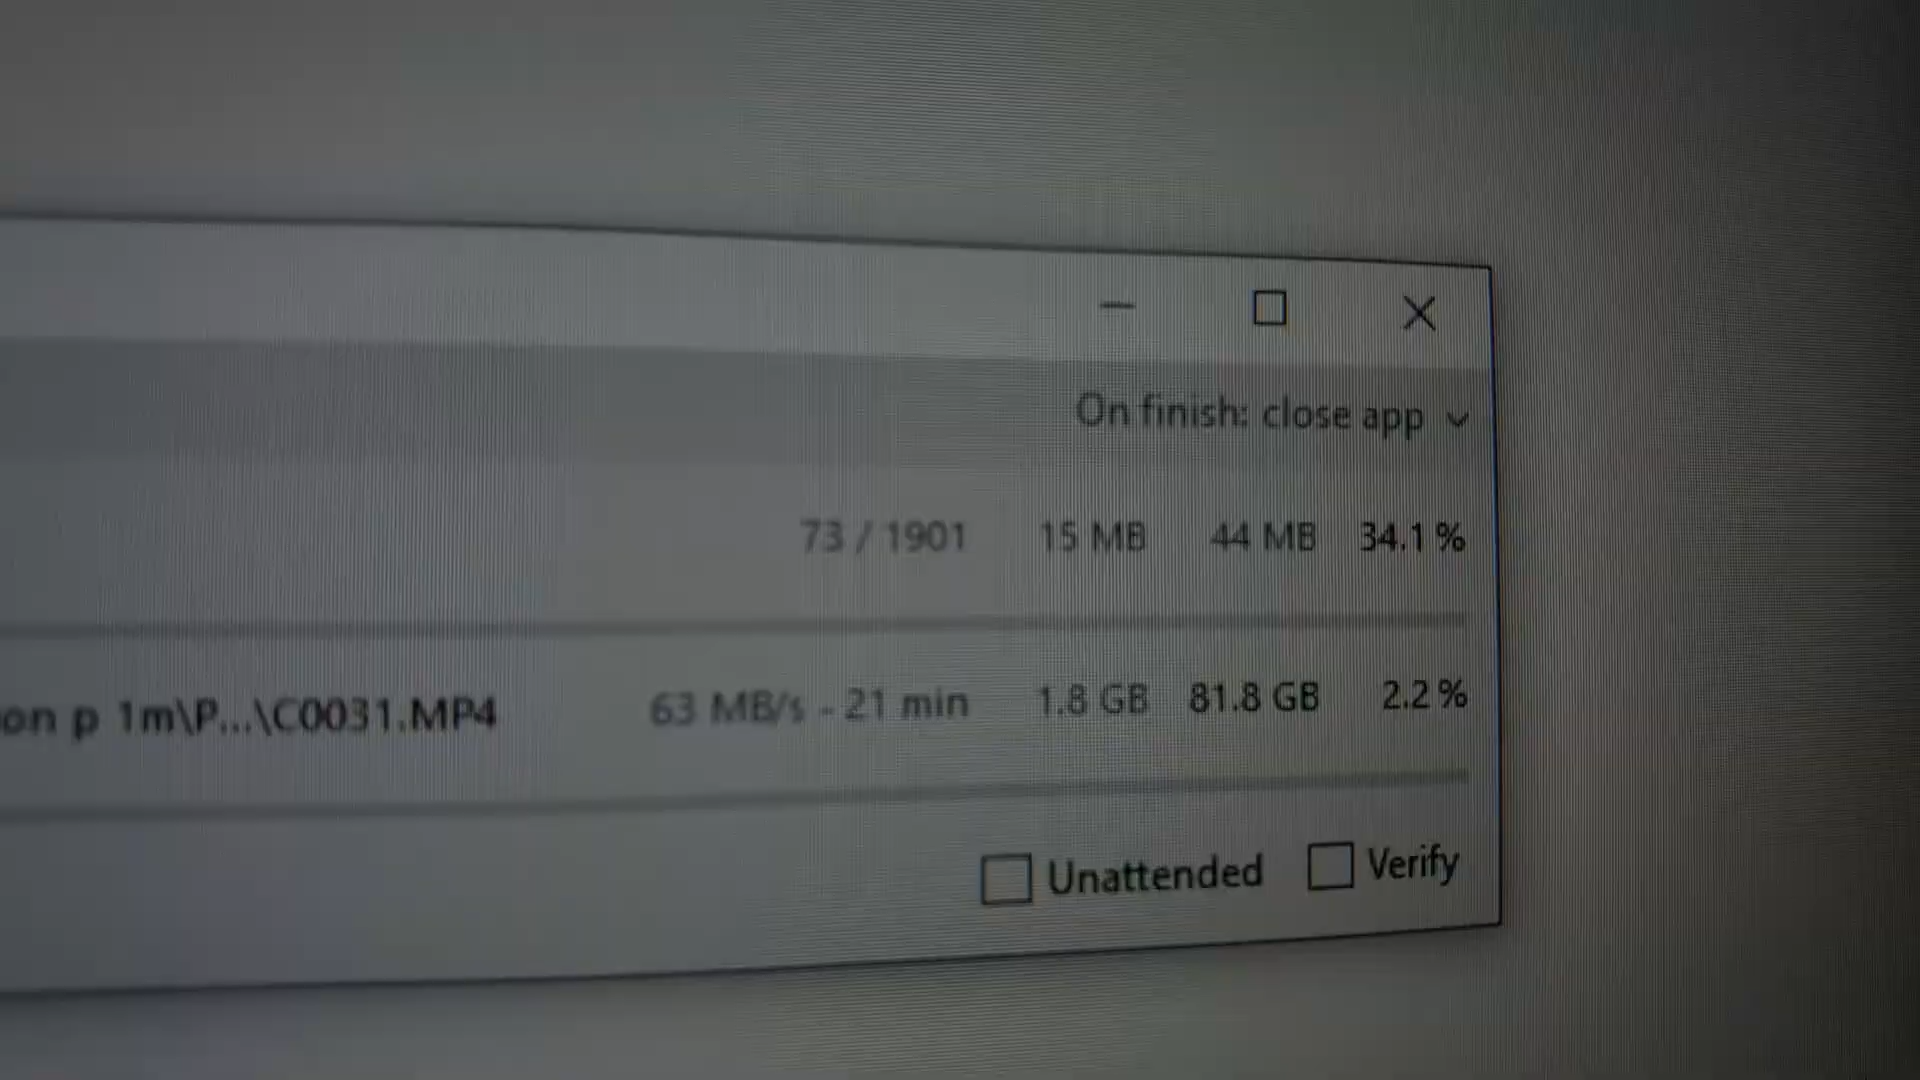 On finish: close app
73 / 1901 15 MB 44 MB 34.1 %
on p 1m\P...\C0031.MP4 63 MB/s - 21 min 1.8 GB 81.8 GB 2.2 %
Unattended Verify